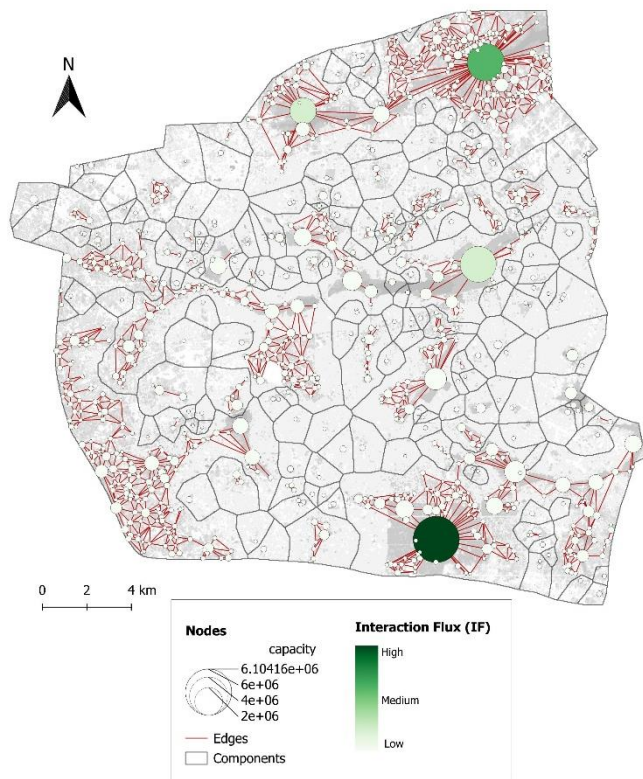 N
0 2 4 km
Nodes
capacity
6.10416e+06
6e+06
4e+06
2e+06
Edges
Components
Interaction Flux (IF)
High
Medium
Low